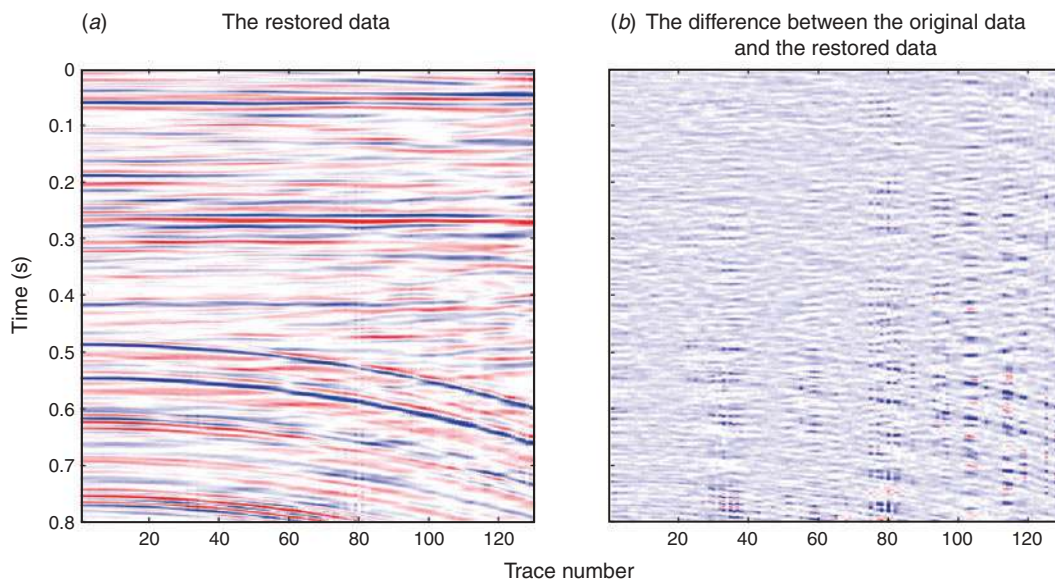 (a) The restored data
(b) The difference between the original data
and the restored data
Time (s)
0
0.1
0.2
0.3
0.4
0.5
0.6
0.7
0.8
20 40 60 80 100 120
20 40 60 80 100 120
Trace number